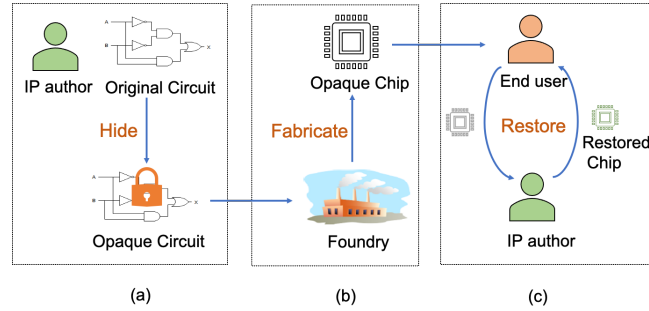 A
B
X
IP author
Original Circuit
Hide
A
B
X
Opaque Circuit
Opaque Chip
Fabricate
Foundry
End user
Restore
Restored
Chip
IP author
(a)
(b)
(c)